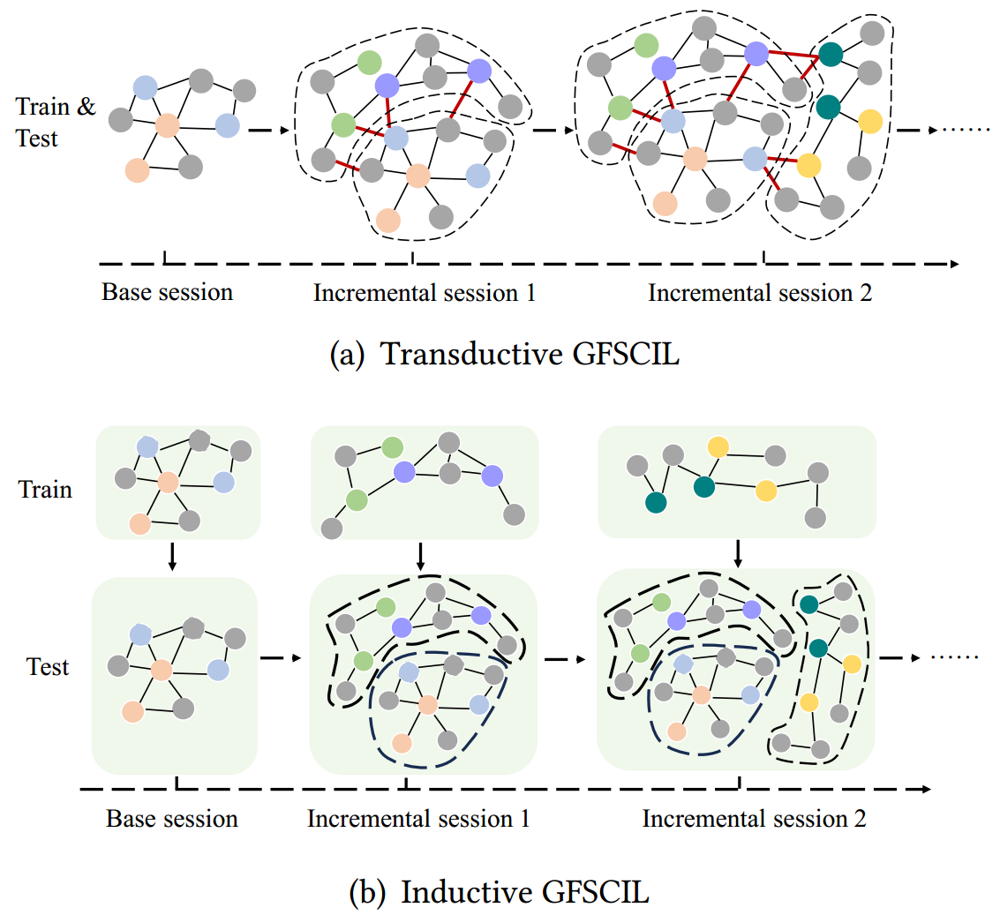 Train &
Test
······
Base session
Incremental session 1
Incremental session 2
(a) Transductive GFSCIL
Train
Test
······
Base session
Incremental session 1
Incremental session 2
(b) Inductive GFSCIL